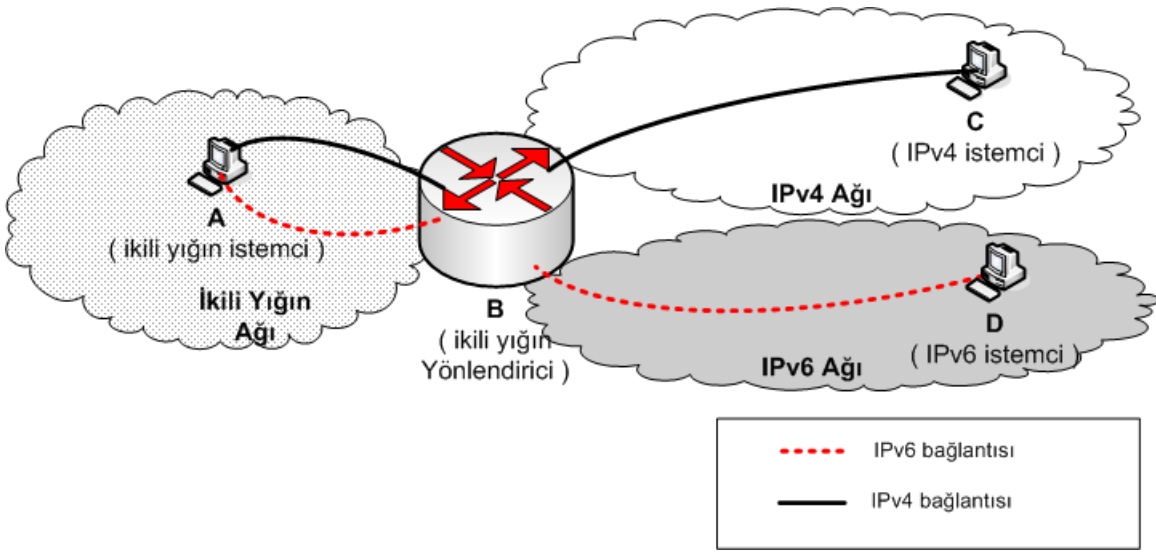 A
( ikili yığın istemci )
İkili Yığın
Ağı
B
( ikili yığın
Yönlendirici )
C
( IPv4 istemci )
IPv4 Ağı
D
( IPv6 istemci )
IPv6 Ağı
IPv6 bağlantısı
IPv4 bağlantısı